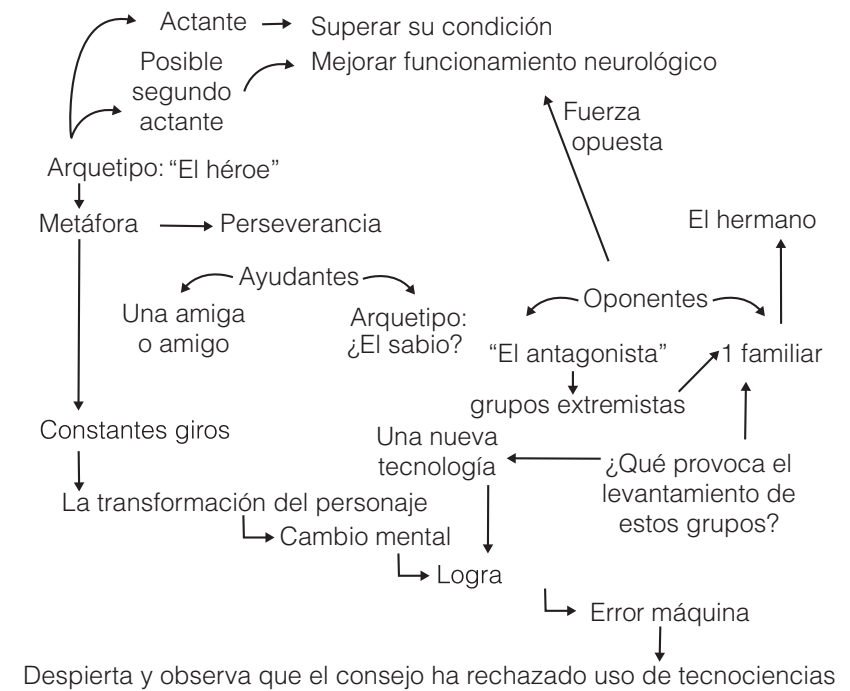 Actante
Superar su condición
Posible
segundo
actante
Mejorar funcionamiento neurológico
Fuerza
opuesta
Arquetipo: “El héroe”
Metáfora
Perseverancia
El hermano
Ayudantes
Oponentes
Una amiga
o amigo
Arquetipo:
¿El sabio?
“El antagonista”
1 familiar
grupos extremistas
Constantes giros
Una nueva
tecnología
¿Qué provoca el
levantamiento de
estos grupos?
La transformación del personaje
Cambio mental
Logra
Error máquina
Despierta y observa que el consejo ha rechazado uso de tecnociencias